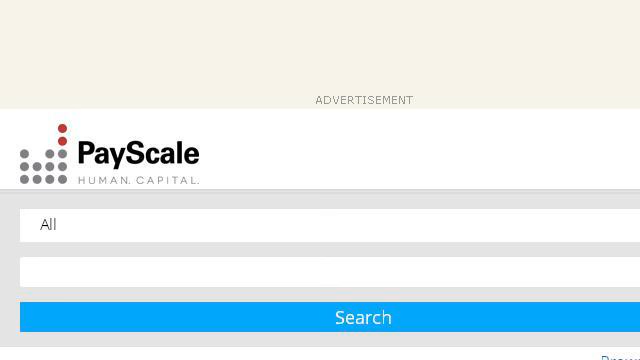 ADVERTISEMENT
PayScale
HUMAN. CAPITAL.
All
Search